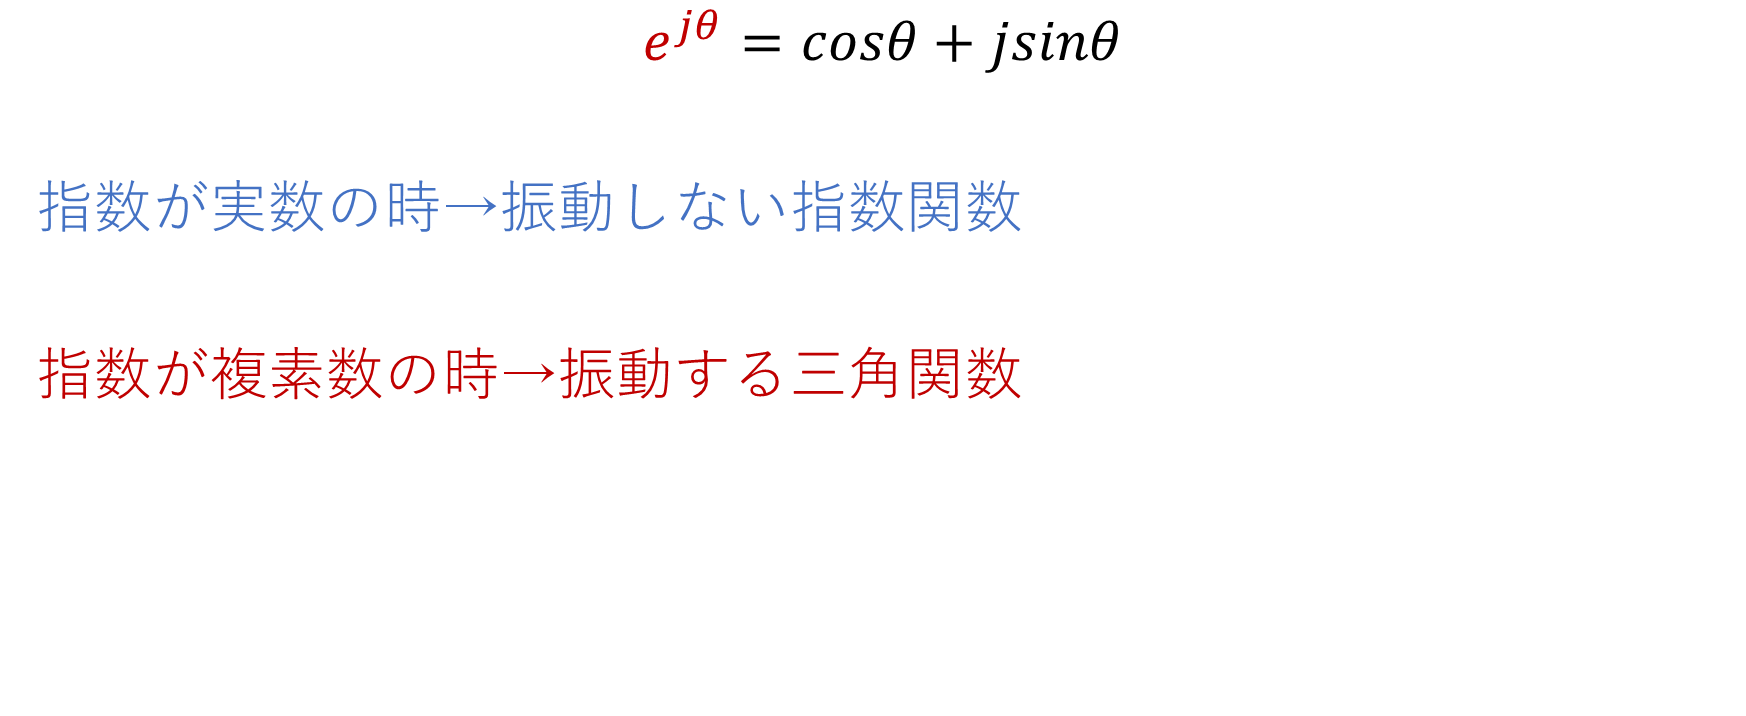 e^{jθ} = cosθ + jsinθ
指数が実数の時→振動しない指数関数
指数が複素数の時→振動する三角関数